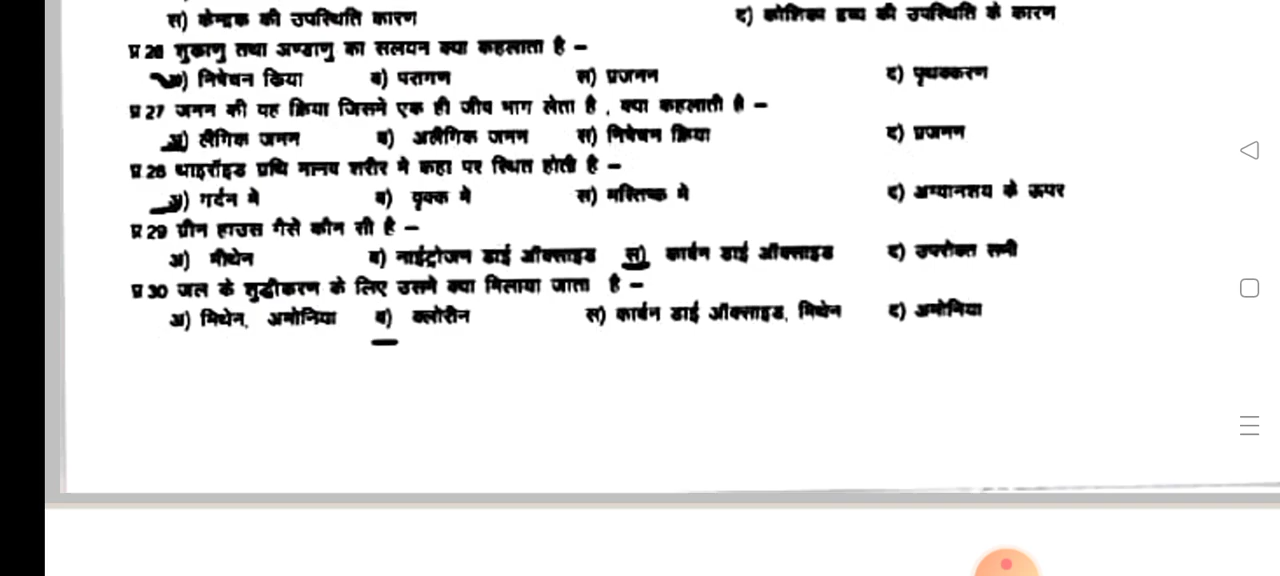 स) केन्द्रक की उपस्थिति कारण द) कोशिका द्रव्य की उपस्थिति के कारण
प्र 26 शुक्राणु तथा अण्डाणु का सलयन क्या कहलाता है –
अ) निषेचन क्रिया ब) परागण स) प्रजनन द) पृथक्करण
प्र 27 जनन की वह क्रिया जिसमे एक ही जीव भाग लेता है , क्या कहलाती है –
अ) लैंगिक जनन ब) अलैंगिक जनन स) निषेचन क्रिया द) प्रजनन
प्र 28 थाइरॉइड ग्रंथि मानव शरीर मे कहा पर स्थित होती है –
अ) गर्दन मे ब) वृक्क मे स) मस्तिष्क मे द) अग्यानशय के ऊपर
प्र 29 ग्रीन हाउस गैसे कौन सी है –
अ) मीथेन ब) नाईट्रोजन डाई ऑक्साइड स) कार्बन डाई ऑक्साइड द) उपरोक्त सभी
प्र 30 जल के शुद्धीकरण के लिए उसमे क्या मिलाया जाता है –
अ) मिथेन, अमोनिया ब) क्लोरीन स) कार्बन डाई ऑक्साइड, मिथेन द) अमोनिया